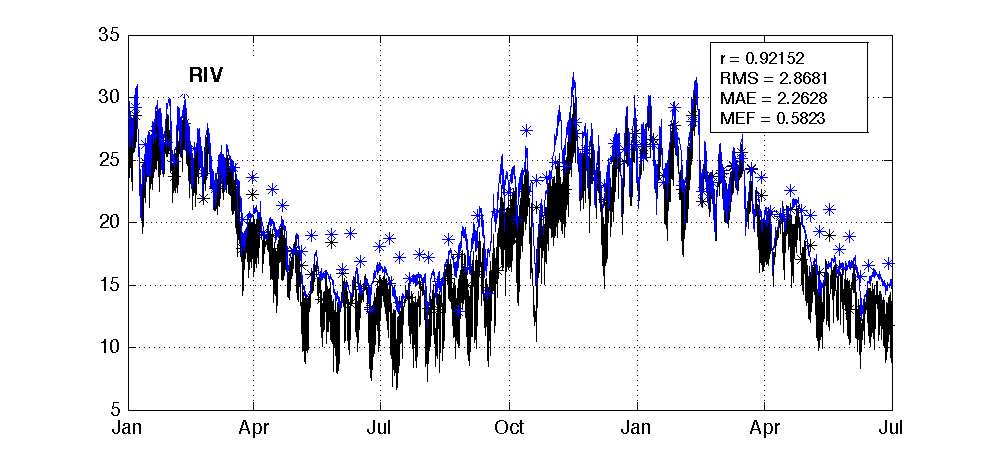 35
30
25
20
15
10
5
RIV
r = 0.92152
RMS = 2.8681
MAE = 2.2628
MEF = 0.5823
Jan Apr Jul Oct Jan Apr Jul